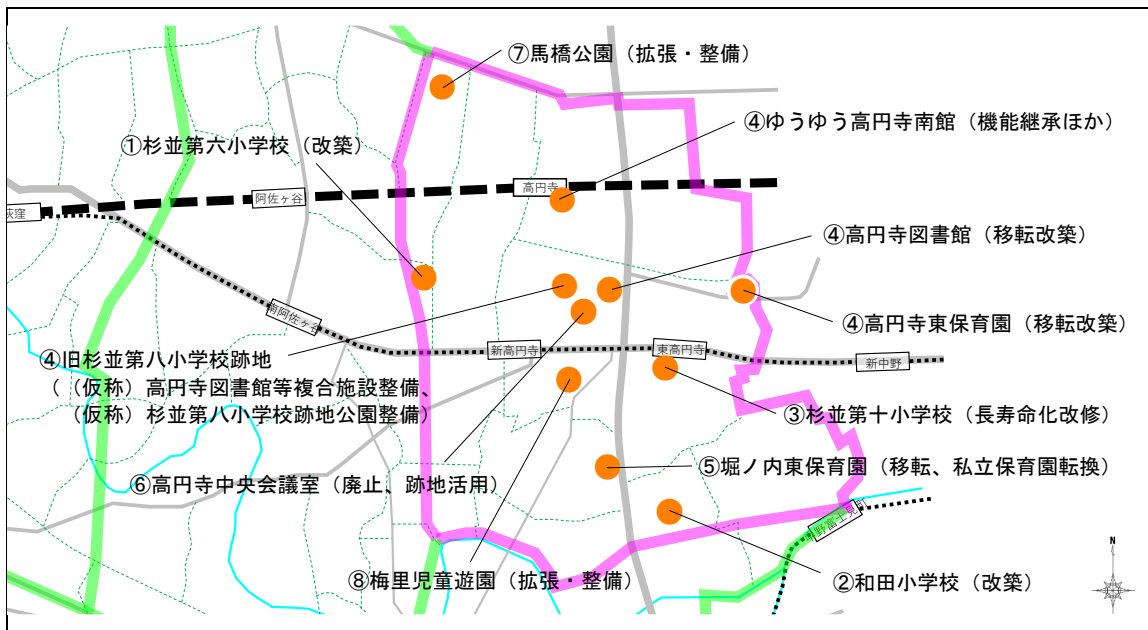 ⑦馬橋公園（拡張・整備）
④ゆうゆう高円寺南館（機能継承ほか）
①杉並第六小学校（改築）
高円寺
阿佐ヶ谷
荻窪
④高円寺図書館（移転改築）
南阿佐ヶ谷
④高円寺東保育園（移転改築）
④旧杉並第八小学校跡地
（（仮称）高円寺図書館等複合施設整備、
（仮称）杉並第八小学校跡地公園整備）
新高円寺
東高円寺
新中野
③杉並第十小学校（長寿命化改修）
⑤堀ノ内東保育園（移転、私立保育園転換）
⑥高円寺中央会議室（廃止、跡地活用）
中野富士見町
⑧梅里児童遊園（拡張・整備）
②和田小学校（改築）
N